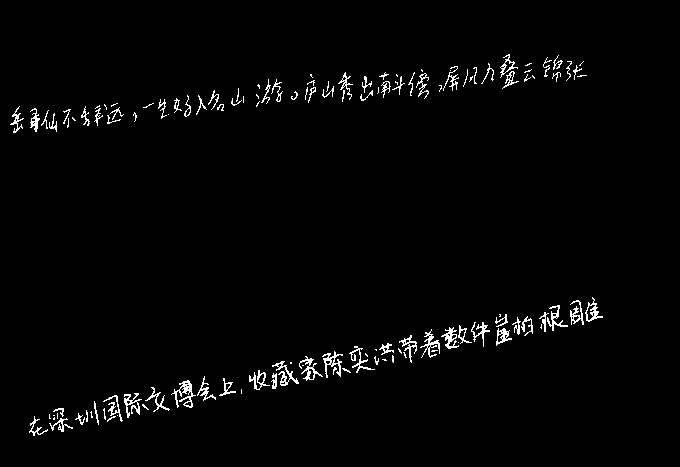 岳寻仙不辞远，一生好入名山游。庐山秀出南斗傍，屏风九叠云锦张
在深圳国际文博会上，收藏家陈奕洪带着数件崖柏根雕